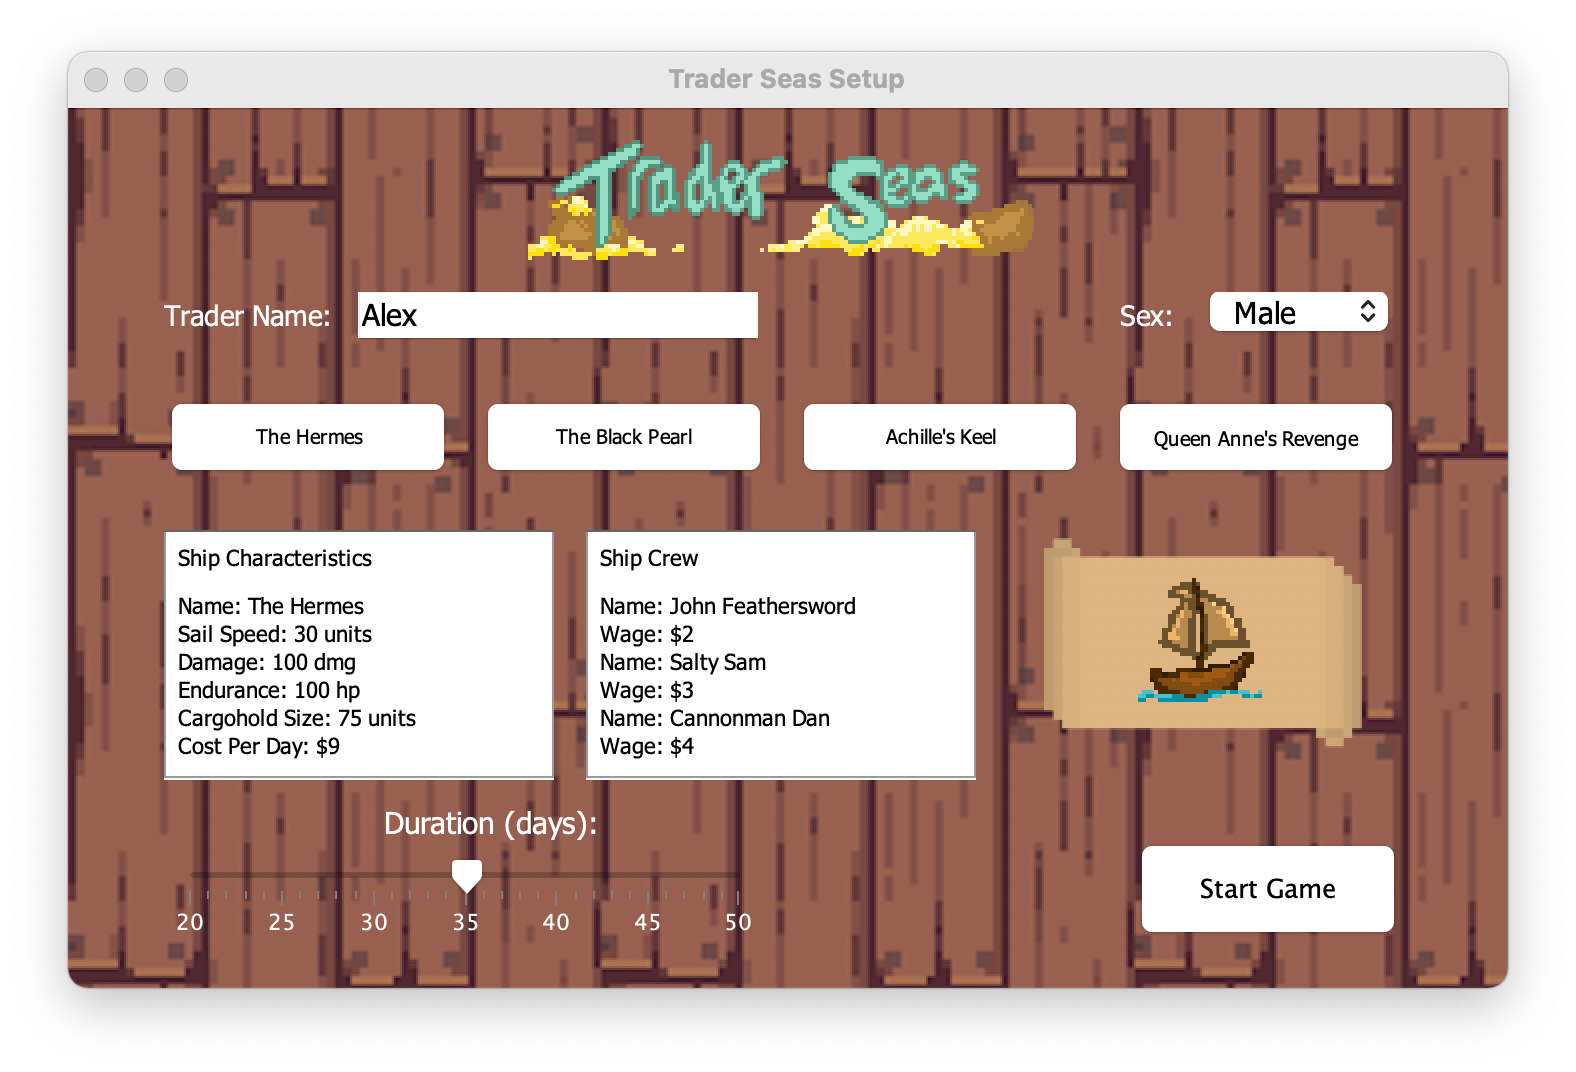 Trader Seas Setup
Trader Seas
Trader Name: Alex Sex: Male
The Hermes The Black Pearl Achille's Keel Queen Anne's Revenge
Ship Characteristics
Name: The Hermes
Sail Speed: 30 units
Damage: 100 dmg
Endurance: 100 hp
Cargohold Size: 75 units
Cost Per Day: $9
Ship Crew
Name: John Feathersword
Wage: $2
Name: Salty Sam
Wage: $3
Name: Cannonman Dan
Wage: $4
Duration (days):
20 25 30 35 40 45 50
Start Game